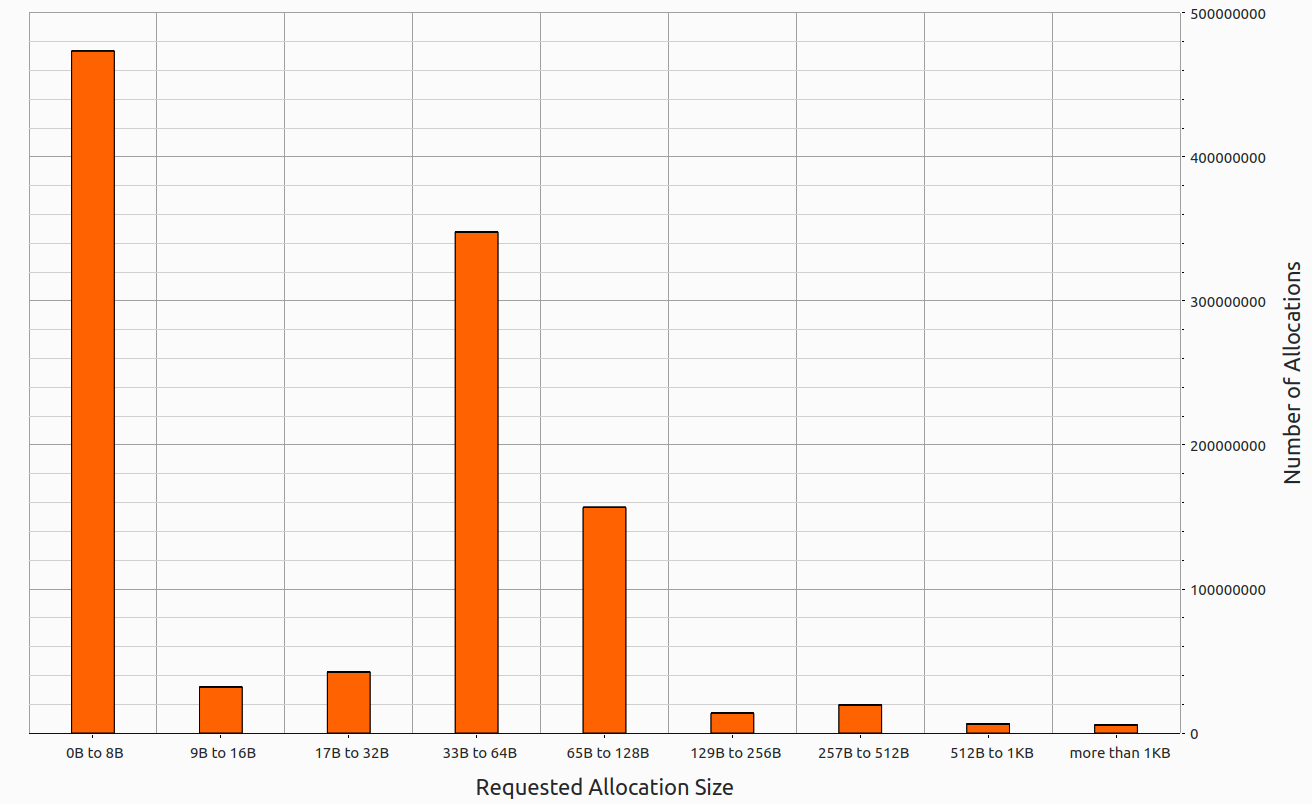 500000000
400000000
300000000
200000000
100000000
0
Number of Allocations
0B to 8B 9B to 16B 17B to 32B 33B to 64B 65B to 128B 129B to 256B 257B to 512B 512B to 1KB more than 1KB
Requested Allocation Size